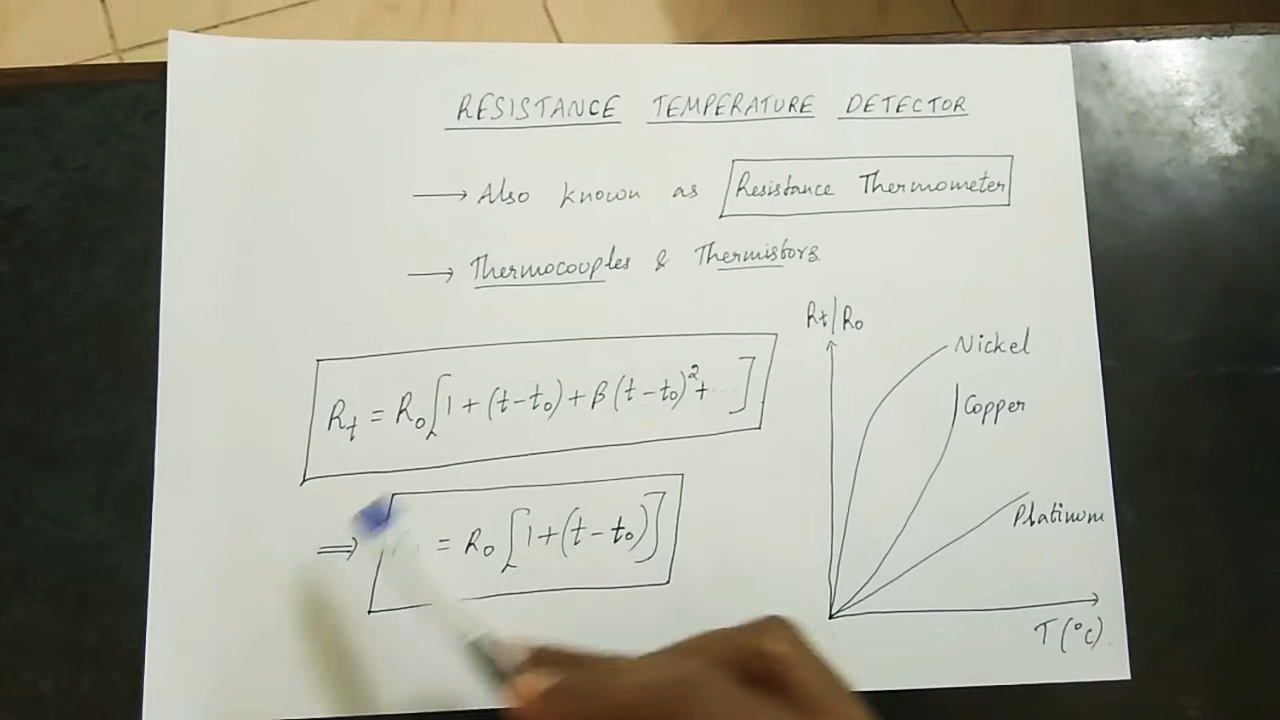 RESISTANCE TEMPERATURE DETECTOR
→ Also known as Resistance Thermometer
→ Thermocouples & Thermistors
Rt = R₀[1 + (t-t₀) + β(t-t₀)² + ...]
⇒ = R₀[1+(t-t₀)]
Rt/R₀
Nickel
Copper
Platinum
T(°c)